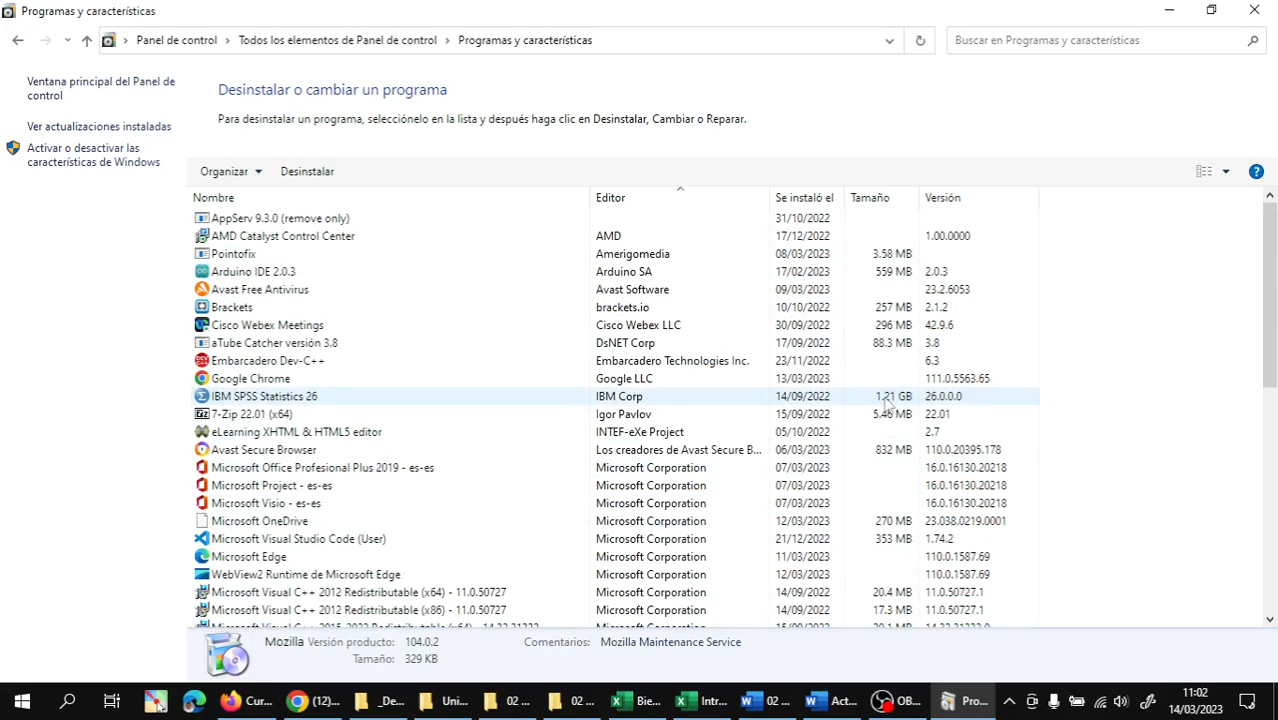 Programas y características
Panel de control › Todos los elementos de Panel de control › Programas y características
Buscar en Programas y características
Ventana principal del Panel de
control
Ver actualizaciones instaladas
Activar o desactivar las
características de Windows
Desinstalar o cambiar un programa
Para desinstalar un programa, selecciónelo en la lista y después haga clic en Desinstalar, Cambiar o Reparar.
Organizar Desinstalar
Nombre Editor Se instaló el Tamaño Versión
AppServ 9.3.0 (remove only) 31/10/2022
AMD Catalyst Control Center AMD 17/12/2022 1.00.0000
Pointofix Amerigomedia 08/03/2023 3.58 MB
Arduino IDE 2.0.3 Arduino SA 17/02/2023 559 MB 2.0.3
Avast Free Antivirus Avast Software 09/03/2023 23.2.6053
Brackets brackets.io 10/10/2022 257 MB 2.1.2
Cisco Webex Meetings Cisco Webex LLC 30/09/2022 296 MB 42.9.6
aTube Catcher versión 3.8 DsNET Corp 17/09/2022 88.3 MB 3.8
Embarcadero Dev-C++ Embarcadero Technologies Inc. 23/11/2022 6.3
Google Chrome Google LLC 13/03/2023 111.0.5563.65
IBM SPSS Statistics 26 IBM Corp 14/09/2022 1.21 GB 26.0.0.0
7-Zip 22.01 (x64) Igor Pavlov 15/09/2022 5.46 MB 22.01
eLearning XHTML & HTML5 editor INTEF-eXe Project 05/10/2022 2.7
Avast Secure Browser Los creadores de Avast Secure B... 06/03/2023 832 MB 110.0.20395.178
Microsoft Office Profesional Plus 2019 - es-es Microsoft Corporation 07/03/2023 16.0.16130.20218
Microsoft Project - es-es Microsoft Corporation 07/03/2023 16.0.16130.20218
Microsoft Visio - es-es Microsoft Corporation 07/03/2023 16.0.16130.20218
Microsoft OneDrive Microsoft Corporation 12/03/2023 270 MB 23.038.0219.0001
Microsoft Visual Studio Code (User) Microsoft Corporation 21/12/2022 353 MB 1.74.2
Microsoft Edge Microsoft Corporation 11/03/2023 110.0.1587.69
WebView2 Runtime de Microsoft Edge Microsoft Corporation 12/03/2023 110.0.1587.69
Microsoft Visual C++ 2012 Redistributable (x64) - 11.0.50727 Microsoft Corporation 14/09/2022 20.4 MB 11.0.50727.1
Microsoft Visual C++ 2012 Redistributable (x86) - 11.0.50727 Microsoft Corporation 14/09/2022 17.3 MB 11.0.50727.1
Mozilla Versión producto: 104.0.2 Comentarios: Mozilla Maintenance Service
Tamaño: 329 KB
Cur... (12)... _De... Uni... 02 ... 02 ... Bie... Intr... 02 ... Act... OB... Pro...
11:02
14/03/2023